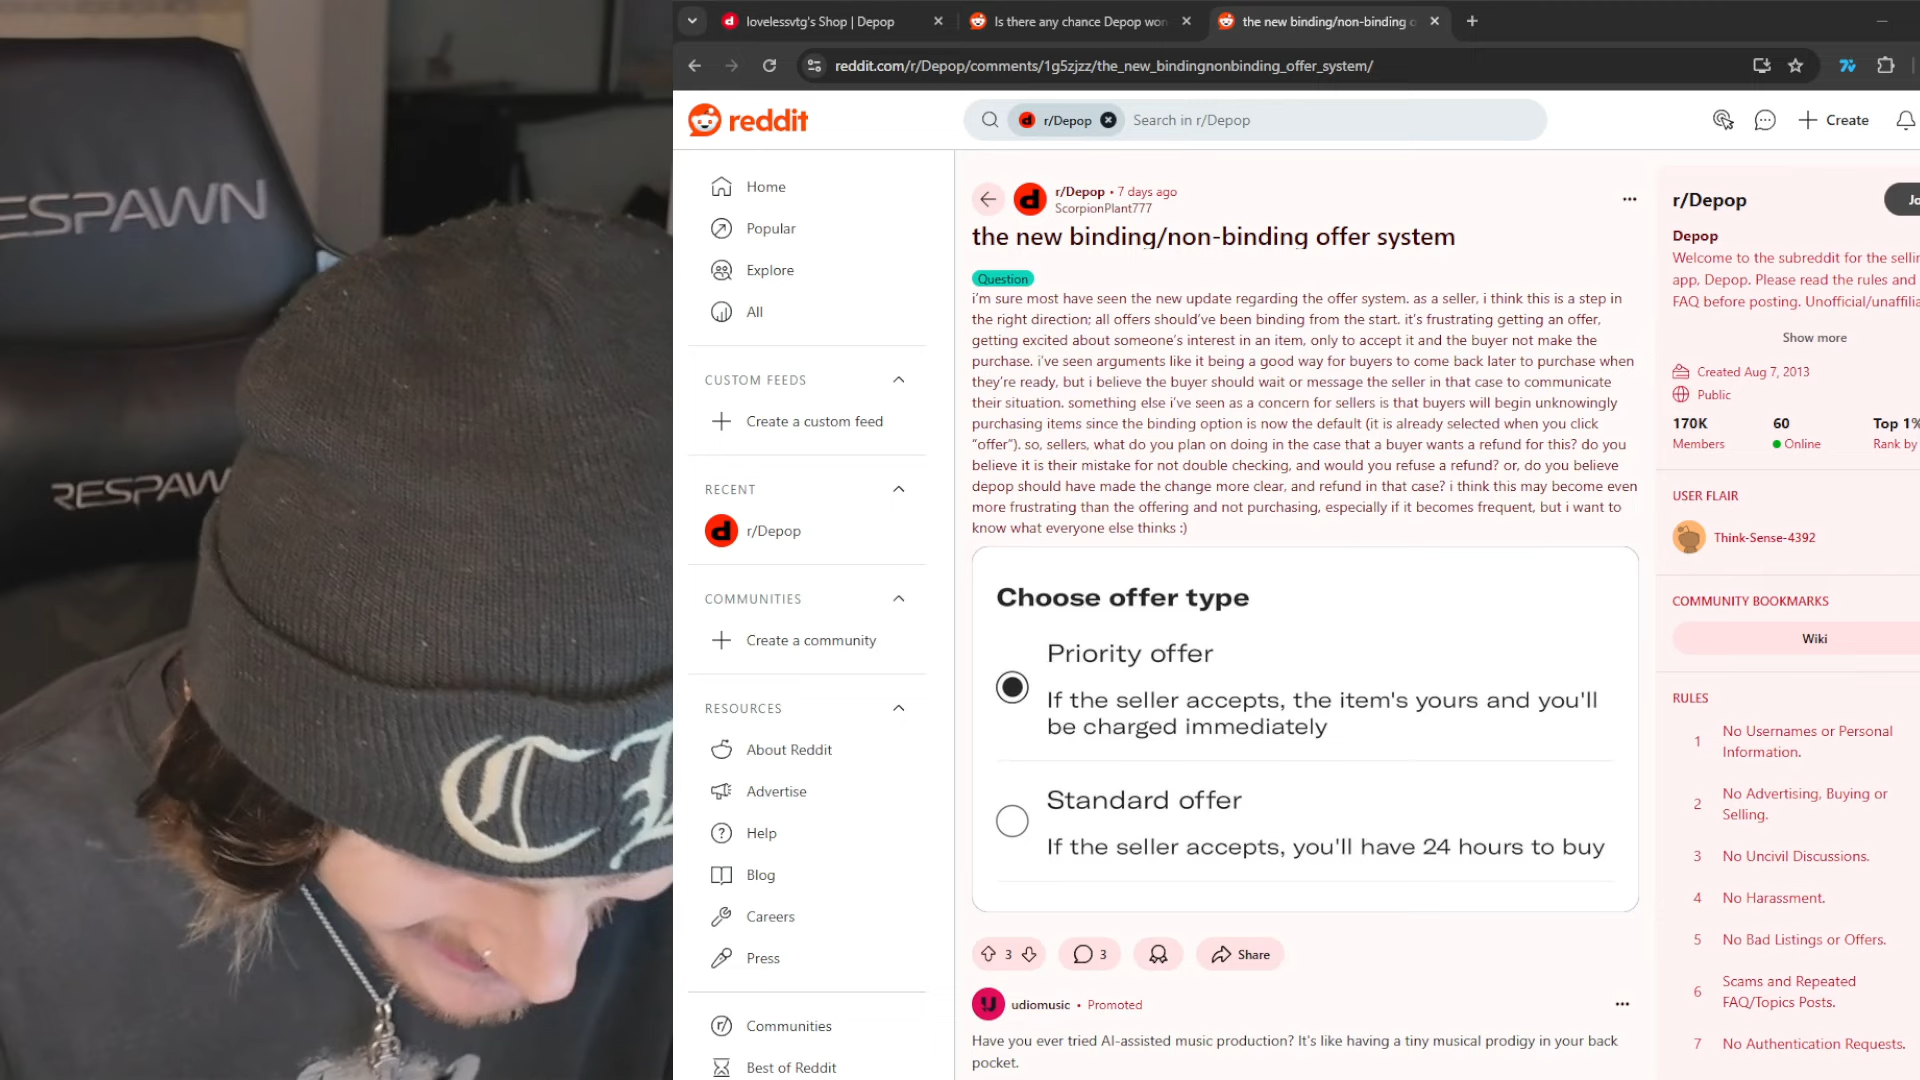 ESPAWN
RESPAW
C
lovelessvtg's Shop | Depop
Is there any chance Depop won
the new binding/non-binding o
reddit.com/r/Depop/comments/1g5zjzz/the_new_bindingnonbinding_offer_system/
reddit
r/Depop
Search in r/Depop
Create
Home
Popular
Explore
All
CUSTOM FEEDS
Create a custom feed
RECENT
r/Depop
COMMUNITIES
Create a community
RESOURCES
About Reddit
Advertise
Help
Blog
Careers
Press
Communities
Best of Reddit
r/Depop • 7 days ago
ScorpionPlant777
the new binding/non-binding offer system
Question
i'm sure most have seen the new update regarding the offer system. as a seller, i think this is a step in
the right direction; all offers should've been binding from the start. it's frustrating getting an offer,
getting excited about someone's interest in an item, only to accept it and the buyer not make the
purchase. i've seen arguments like it being a good way for buyers to come back later to purchase when
they're ready, but i believe the buyer should wait or message the seller in that case to communicate
their situation. something else i've seen as a concern for sellers is that buyers will begin unknowingly
purchasing items since the binding option is now the default (it is already selected when you click
“offer”). so, sellers, what do you plan on doing in the case that a buyer wants a refund for this? do you
believe it is their mistake for not double checking, and would you refuse a refund? or, do you believe
depop should have made the change more clear, and refund in that case? i think this may become even
more frustrating than the offering and not purchasing, especially if it becomes frequent, but i want to
know what everyone else thinks :)
Choose offer type
Priority offer
If the seller accepts, the item's yours and you'll
be charged immediately
Standard offer
If the seller accepts, you'll have 24 hours to buy
3
3
Share
udiomusic • Promoted
Have you ever tried AI-assisted music production? It's like having a tiny musical prodigy in your back
pocket.
r/Depop
Jo
Depop
Welcome to the subreddit for the sellin
app, Depop. Please read the rules and
FAQ before posting. Unofficial/unaffilia
Show more
Created Aug 7, 2013
Public
170K
60
Top 1%
Members
Online
Rank by
USER FLAIR
Think-Sense-4392
COMMUNITY BOOKMARKS
Wiki
RULES
1 No Usernames or Personal
Information.
2 No Advertising, Buying or
Selling.
3 No Uncivil Discussions.
4 No Harassment.
5 No Bad Listings or Offers.
6 Scams and Repeated
FAQ/Topics Posts.
7 No Authentication Requests.